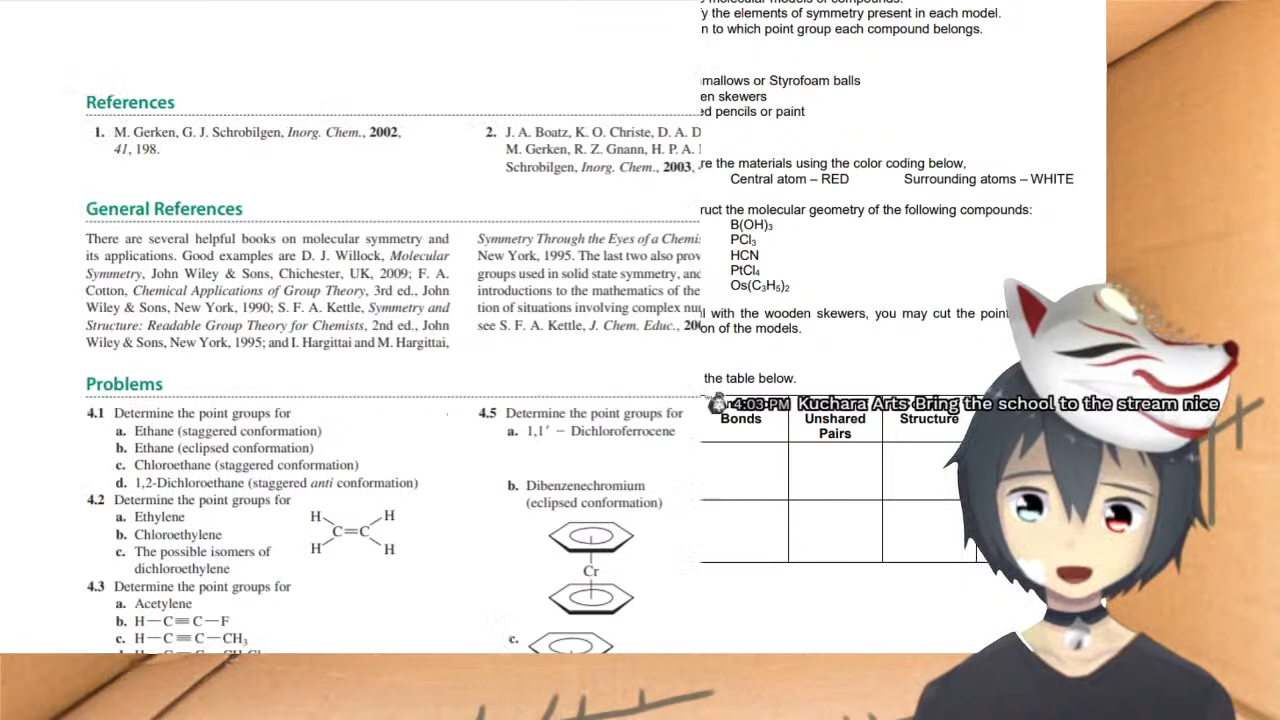 References
1. M. Gerken, G. J. Schrobilgen, Inorg. Chem., 2002,
41, 198.
2. J. A. Boatz, K. O. Christe, D. A. D
M. Gerken, R. Z. Gnann, H. P. A.
Schrobilgen, Inorg. Chem., 2003,
General References
There are several helpful books on molecular symmetry and
its applications. Good examples are D. J. Willock, Molecular
Symmetry, John Wiley & Sons, Chichester, UK, 2009; F. A.
Cotton, Chemical Applications of Group Theory, 3rd ed., John
Wiley & Sons, New York, 1990; S. F. A. Kettle, Symmetry and
Structure: Readable Group Theory for Chemists, 2nd ed., John
Wiley & Sons, New York, 1995; and I. Hargittai and M. Hargittai,
Symmetry Through the Eyes of a Chemi
New York, 1995. The last two also prov
groups used in solid state symmetry, and
introductions to the mathematics of the
tion of situations involving complex nu
see S. F. A. Kettle, J. Chem. Educ., 20
Problems
4.1 Determine the point groups for
a. Ethane (staggered conformation)
b. Ethane (eclipsed conformation)
c. Chloroethane (staggered conformation)
d. 1,2-Dichloroethane (staggered anti conformation)
4.2 Determine the point groups for
a. Ethylene
b. Chloroethylene
c. The possible isomers of
dichloroethylene
H H
C=C
H H
4.3 Determine the point groups for
a. Acetylene
b. H—C≡C—F
c. H—C≡C—CH₃
4.5 Determine the point groups for
a. 1,1′ – Dichloroferrocene
b. Dibenzenechromium
(eclipsed conformation)
Cr
c.
y the elements of symmetry present in each model.
n to which point group each compound belongs.
mallows or Styrofoam balls
en skewers
ed pencils or paint
re the materials using the color coding below,
Central atom – RED Surrounding atoms – WHITE
ruct the molecular geometry of the following compounds:
B(OH)₃
PCl₃
HCN
PtCl₄
Os(C₃H₅)₂
l with the wooden skewers, you may cut the point
on of the models.
the table below.
4:03 PM Kuchara Arts Bring the school to the stream nice
Bonds
Unshared
Pairs
Structure